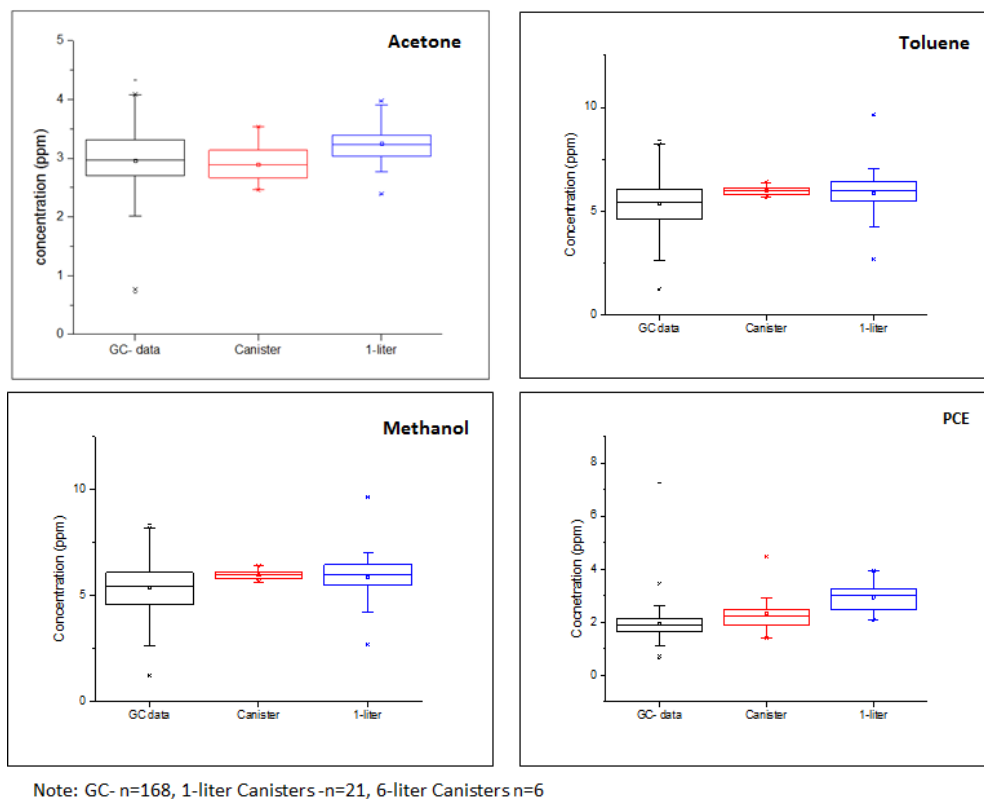 Acetone
concentration (ppm)
5
4
3
2
1
0
GC- data
Canister
1-liter
Toluene
Concentration (ppm)
10
5
0
GC data
Canister
1-liter
Methanol
Concentration (ppm)
10
5
0
GC data
Canister
1-liter
PCE
Cocnetration (ppm)
8
6
4
2
0
GC- data
Canister
1-liter
Note: GC- n=168, 1-liter Canisters -n=21, 6-liter Canisters n=6